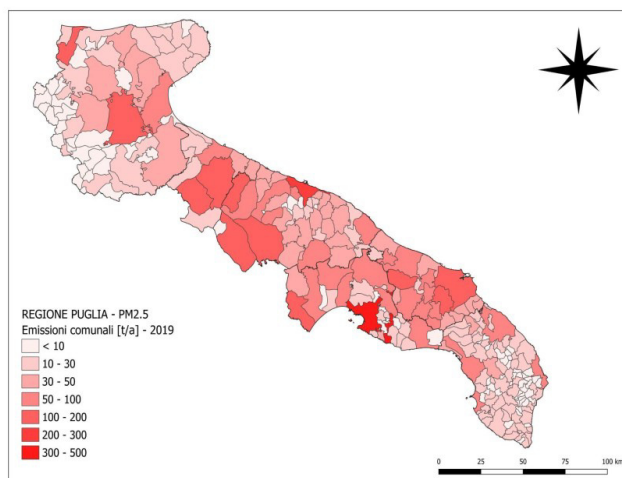 REGIONE PUGLIA - PM2.5
Emissioni comunali [t/a] - 2019
< 10
10 - 30
30 - 50
50 - 100
100 - 200
200 - 300
300 - 500
0 25 50 75 100 km